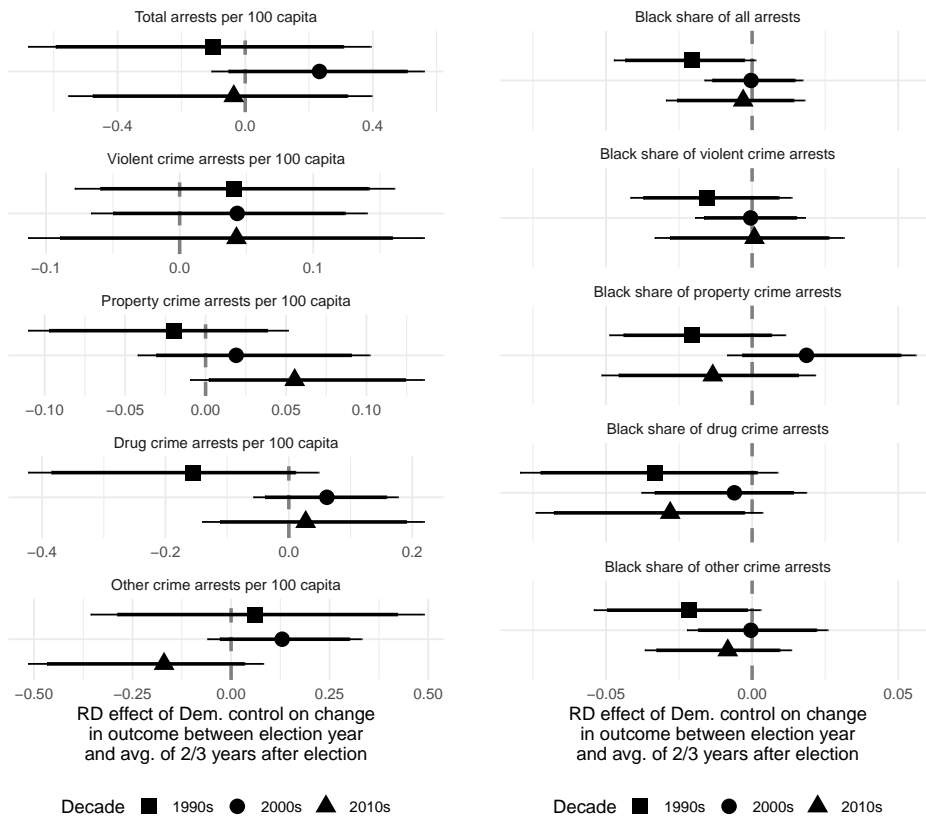 Total arrests per 100 capita
−0.4 0.0 0.4
Violent crime arrests per 100 capita
−0.1 0.0 0.1
Property crime arrests per 100 capita
−0.10 −0.05 0.00 0.05 0.10
Drug crime arrests per 100 capita
−0.4 −0.2 0.0 0.2
Other crime arrests per 100 capita
−0.50 −0.25 0.00 0.25 0.50
RD effect of Dem. control on change
in outcome between election year
and avg. of 2/3 years after election
Decade 1990s 2000s 2010s
Black share of all arrests
Black share of violent crime arrests
Black share of property crime arrests
Black share of drug crime arrests
Black share of other crime arrests
−0.05 0.00 0.05
RD effect of Dem. control on change
in outcome between election year
and avg. of 2/3 years after election
Decade 1990s 2000s 2010s